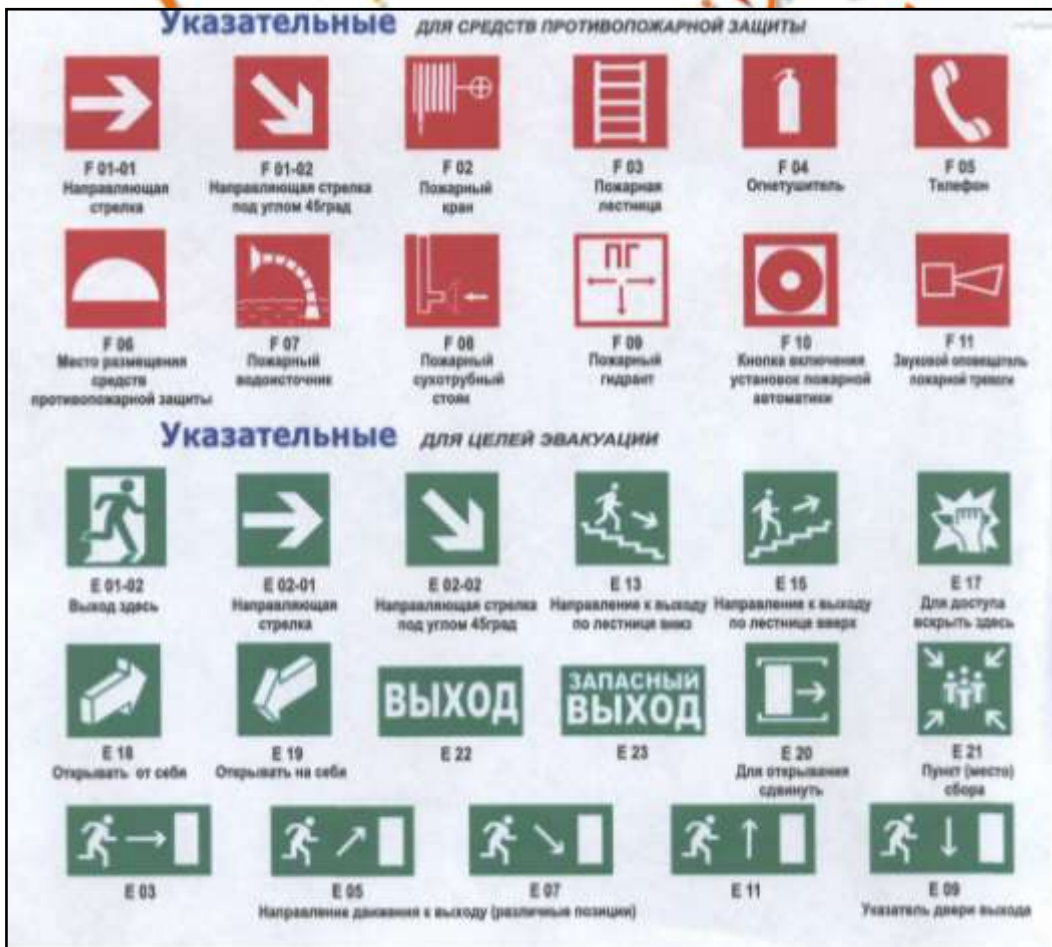 Указательные ДЛЯ СРЕДСТВ ПРОТИВОПОЖАРНОЙ ЗАЩИТЫ
F 01-01 F 01-02 F 02 F 03 F 04 F 05
Направляющая Направляющая стрелка Пожарный Пожарная Огнетушитель Телефон
стрелка под углом 45град кран лестница
ПГ
F 06 F 07 F 08 F 09 F 10 F 11
Место размещения Пожарный Пожарный Пожарный Кнопка включения Звуковой оповещатель
средств водоисточник сухотрубный гидрант установок пожарной пожарной тревоги
противопожарной защиты стояк автоматики
Указательные ДЛЯ ЦЕЛЕЙ ЭВАКУАЦИИ
E 01-02 E 02-01 E 02-02 E 13 E 15 E 17
Выход здесь Направляющая Направляющая стрелка Направление к выходу Направление к выходу Для доступа
стрелка под углом 45град по лестнице вниз по лестнице вверх вскрыть здесь
ВЫХОД ЗАПАСНЫЙ
ВЫХОД
E 18 E 19 E 22 E 23 E 20 E 21
Открывать от себя Открывать на себя Для открывания Пункт (место)
сдвинуть сбора
E 03 E 05 E 07 E 11 E 09
Направление движения к выходу (различные позиции) Указатель двери выхода